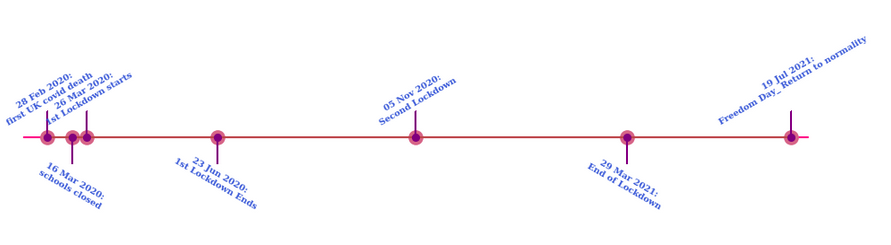 28 Feb 2020:
first UK covid death
16 Mar 2020:
schools closed
26 Mar 2020:
1st Lockdown starts
23 Jun 2020:
1st Lockdown Ends
05 Nov 2020:
Second Lockdown
29 Mar 2021:
End of Lockdown
19 Jul 2021:
Freedom Day_ Return to normality